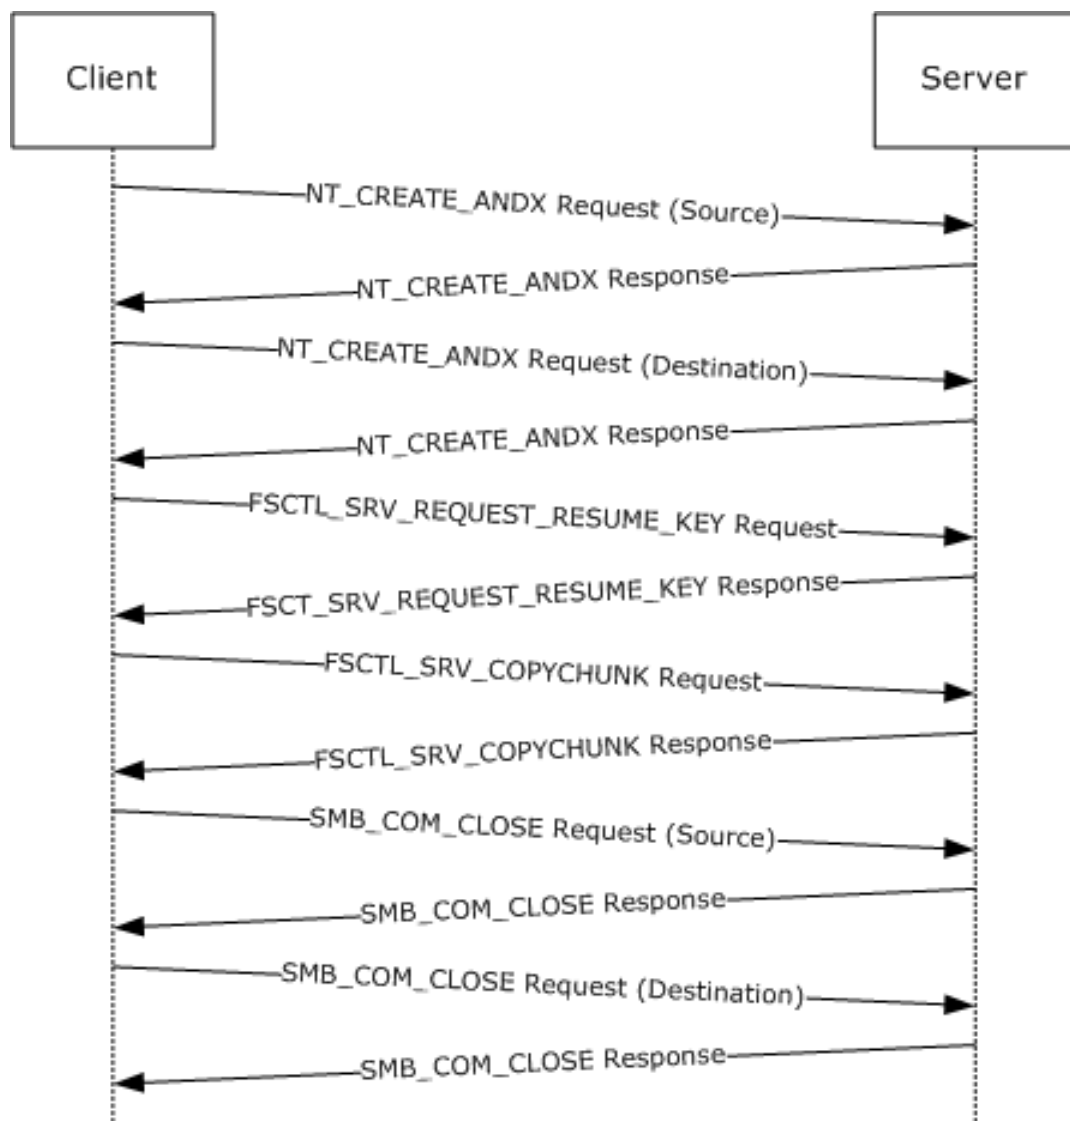 Client
Server
NT_CREATE_ANDX Request (Source)
NT_CREATE_ANDX Response
NT_CREATE_ANDX Request (Destination)
NT_CREATE_ANDX Response
FSCTL_SRV_REQUEST_RESUME_KEY Request
FSCT_SRV_REQUEST_RESUME_KEY Response
FSCTL_SRV_COPYCHUNK Request
FSCTL_SRV_COPYCHUNK Response
SMB_COM_CLOSE Request (Source)
SMB_COM_CLOSE Response
SMB_COM_CLOSE Request (Destination)
SMB_COM_CLOSE Response